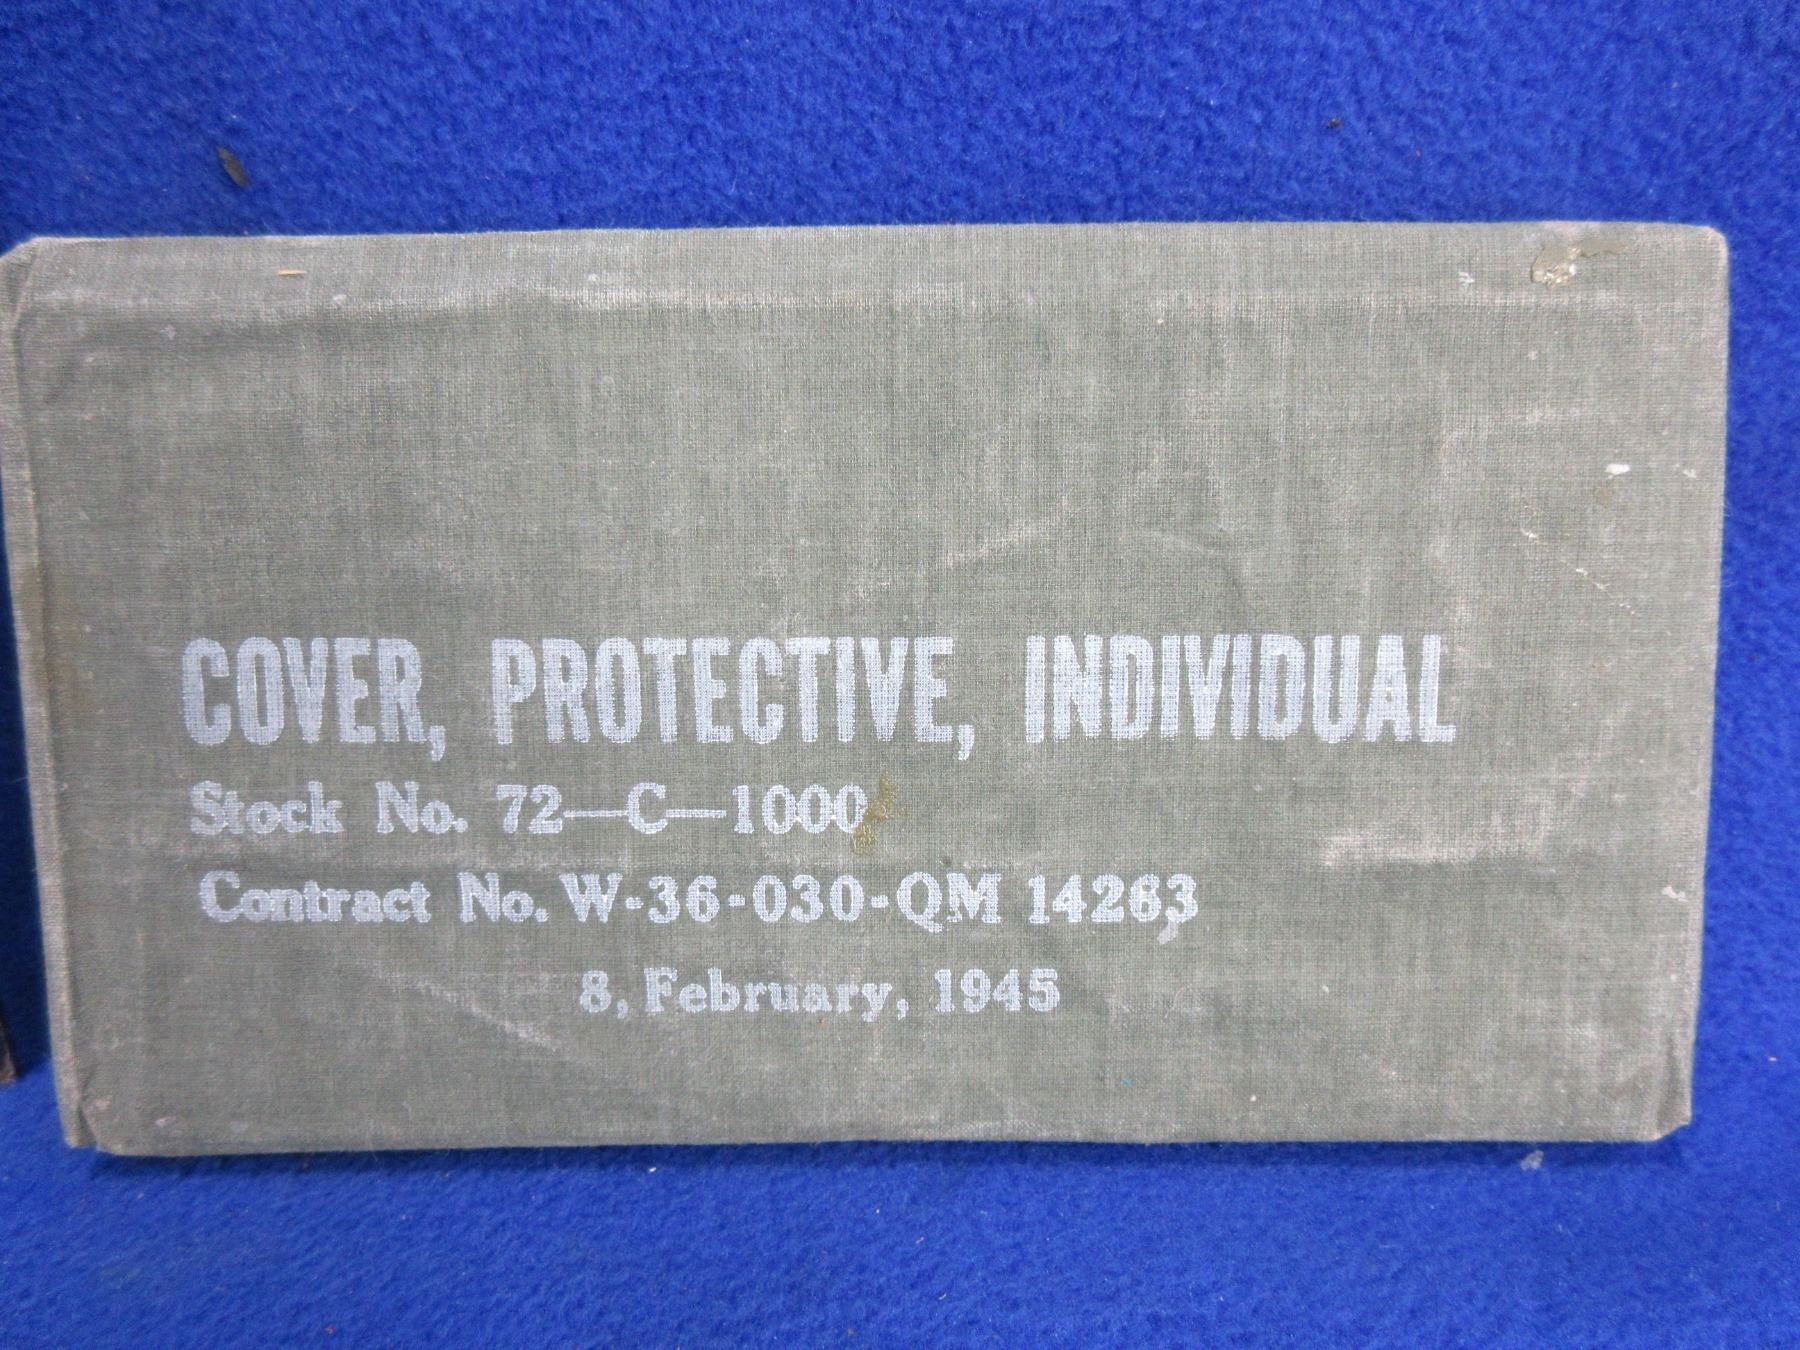 COVER, PROTECTIVE, INDIVIDUAL
Stock No. 72—C—1000
Contract No. W-36-030-QM 14263
8, February, 1945